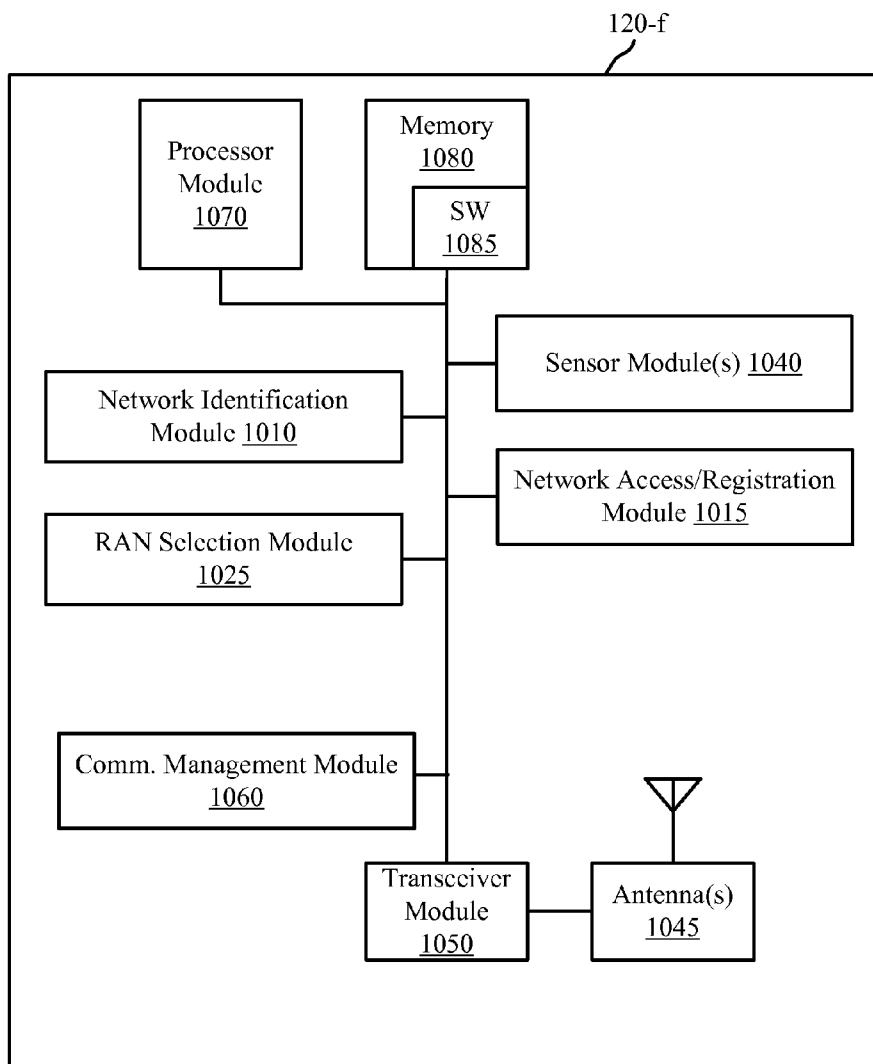 120-f
Processor
Module
1070
Memory
1080
SW
1085
Sensor Module(s) 1040
Network Identification
Module 1010
Network Access/Registration
Module 1015
RAN Selection Module
1025
Comm. Management Module
1060
Transceiver
Module
1050
Antenna(s)
1045